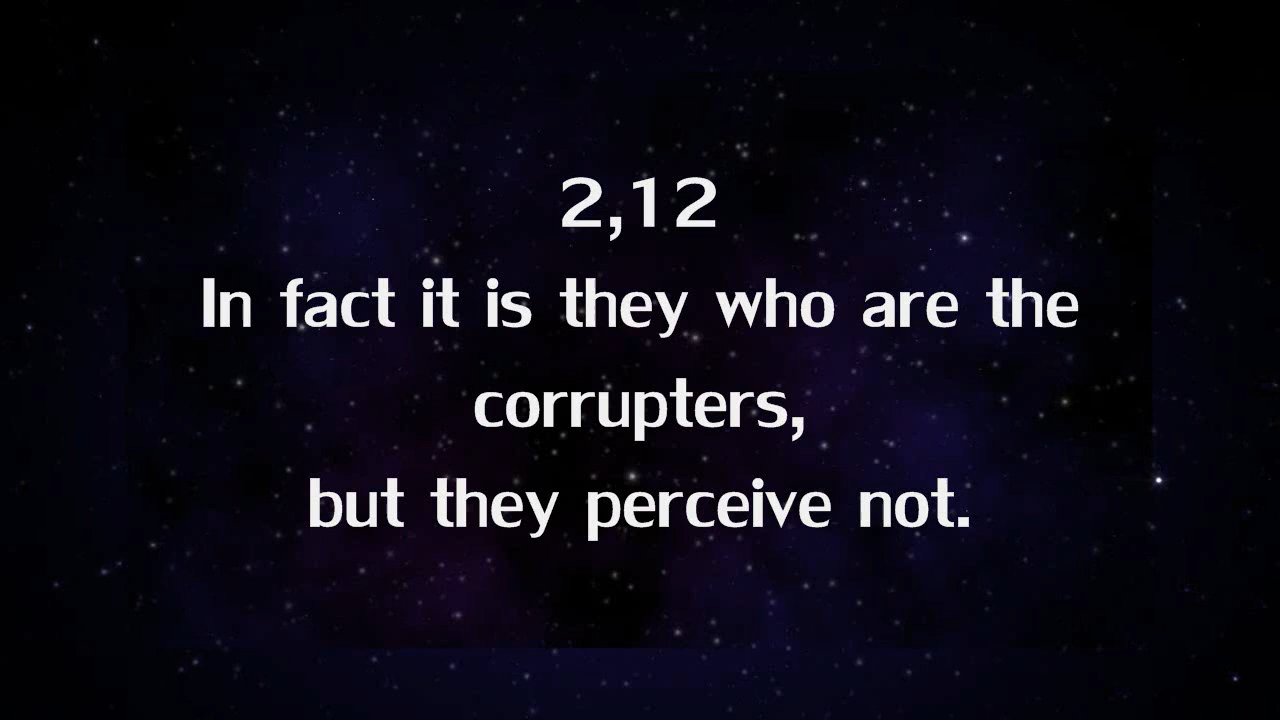 2,12
In fact it is they who are the
corrupters,
but they perceive not.